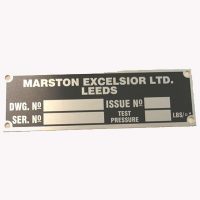 MARSTON EXCELSIOR LTD.
LEEDS
DWG. Nº ISSUE Nº
SER. Nº TEST PRESSURE LBS/